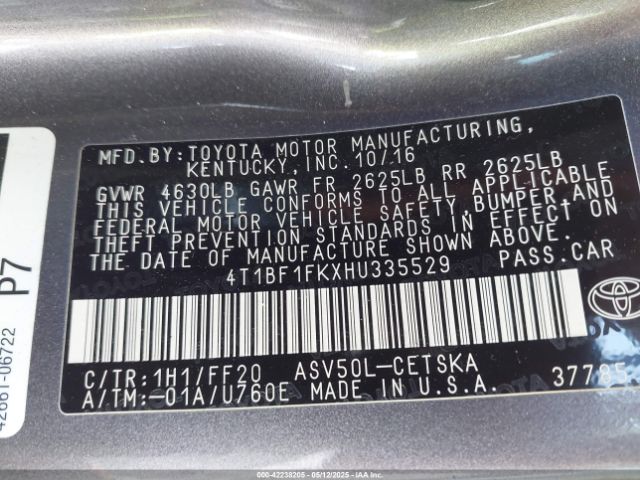 MFD.BY: TOYOTA MOTOR MANUFACTURING,
KENTUCKY, INC. 10/16
GVWR 4630LB GAWR FR 2625LB RR 2625LB
THIS VEHICLE CONFORMS TO ALL APPLICABLE
FEDERAL MOTOR VEHICLE SAFETY, BUMPER, AND
THEFT PREVENTION STANDARDS IN EFFECT ON
THE DATE OF MANUFACTURE SHOWN ABOVE.
4T1BF1FKXHU335529 PASS.CAR
C/TR: 1H1/FF20 ASV50L-CETSKA
A/TM:-01A/U760E MADE IN U.S.A. 37785
P7
42661-06722
000-42238205 - 05/12/2025 - IAAI, Inc.